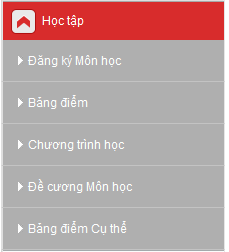 Học tập
Đăng ký Môn học
Bảng điểm
Chương trình học
Đề cương Môn học
Bảng điểm Cụ thể